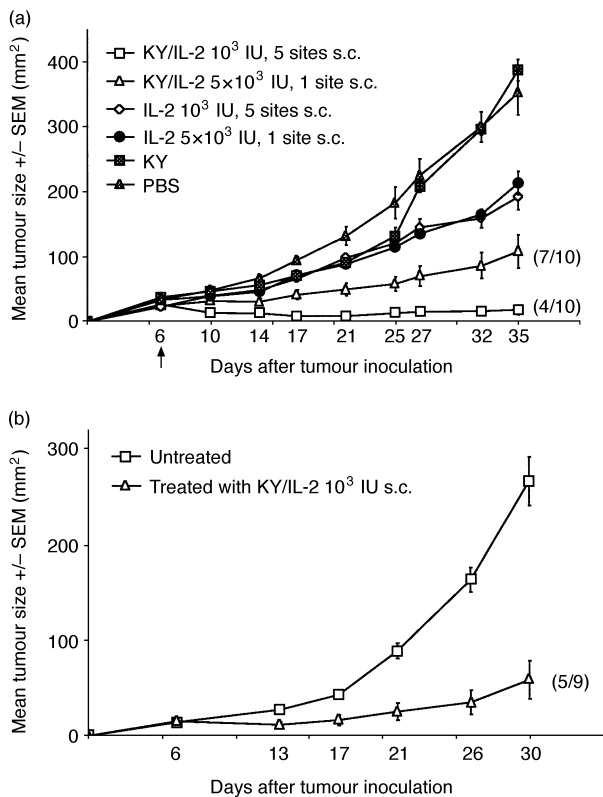 (a)
Mean tumour size +/− SEM (mm²)
400
300
200
100
0
KY/IL-2 10³ IU, 5 sites s.c.
KY/IL-2 5×10³ IU, 1 site s.c.
IL-2 10³ IU, 5 sites s.c.
IL-2 5×10³ IU, 1 site s.c.
KY
PBS
(7/10)
(4/10)
6 10 14 17 21 25 27 32 35
Days after tumour inoculation
(b)
Mean tumour size +/− SEM (mm²)
300
200
100
0
Untreated
Treated with KY/IL-2 10³ IU s.c.
(5/9)
6 13 17 21 26 30
Days after tumour inoculation